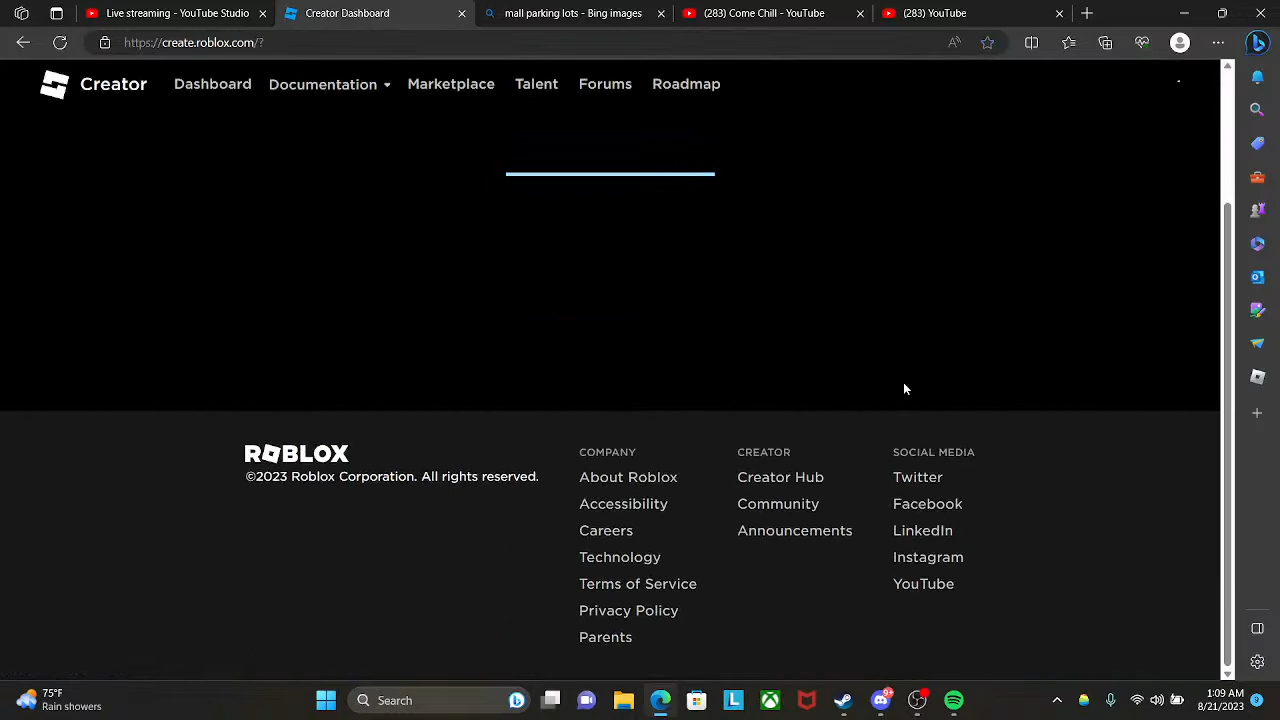 Live streaming - YouTube Studio
Creator Dashboard
mall parking lots - Bing images
(283) Come Chill - YouTube
(283) YouTube
https://create.roblox.com/?
Creator
Dashboard
Documentation
Marketplace
Talent
Forums
Roadmap
ROBLOX
©2023 Roblox Corporation. All rights reserved.
COMPANY
About Roblox
Accessibility
Careers
Technology
Terms of Service
Privacy Policy
Parents
CREATOR
Creator Hub
Community
Announcements
SOCIAL MEDIA
Twitter
Facebook
LinkedIn
Instagram
YouTube
75°F
Rain showers
Search
L
9+
1:09 AM
8/21/2023
9